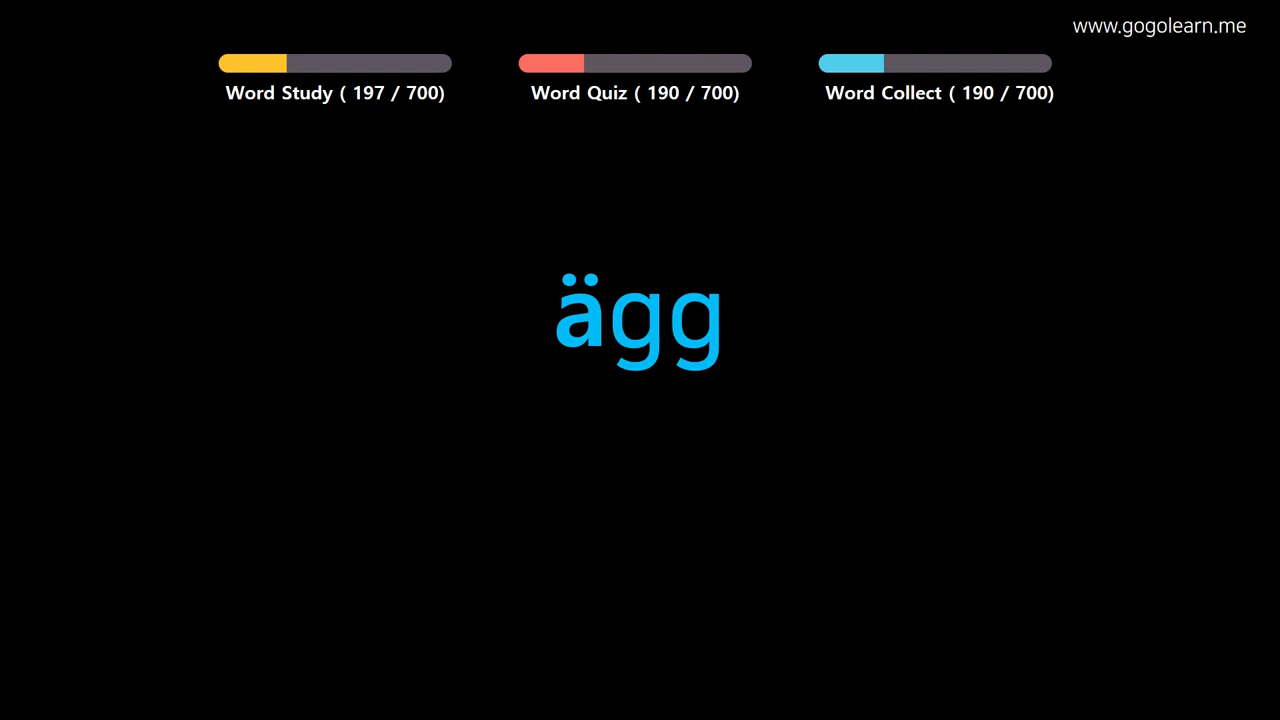 www.gogolearn.me
Word Study ( 197 / 700)
Word Quiz ( 190 / 700)
Word Collect ( 190 / 700)
ägg